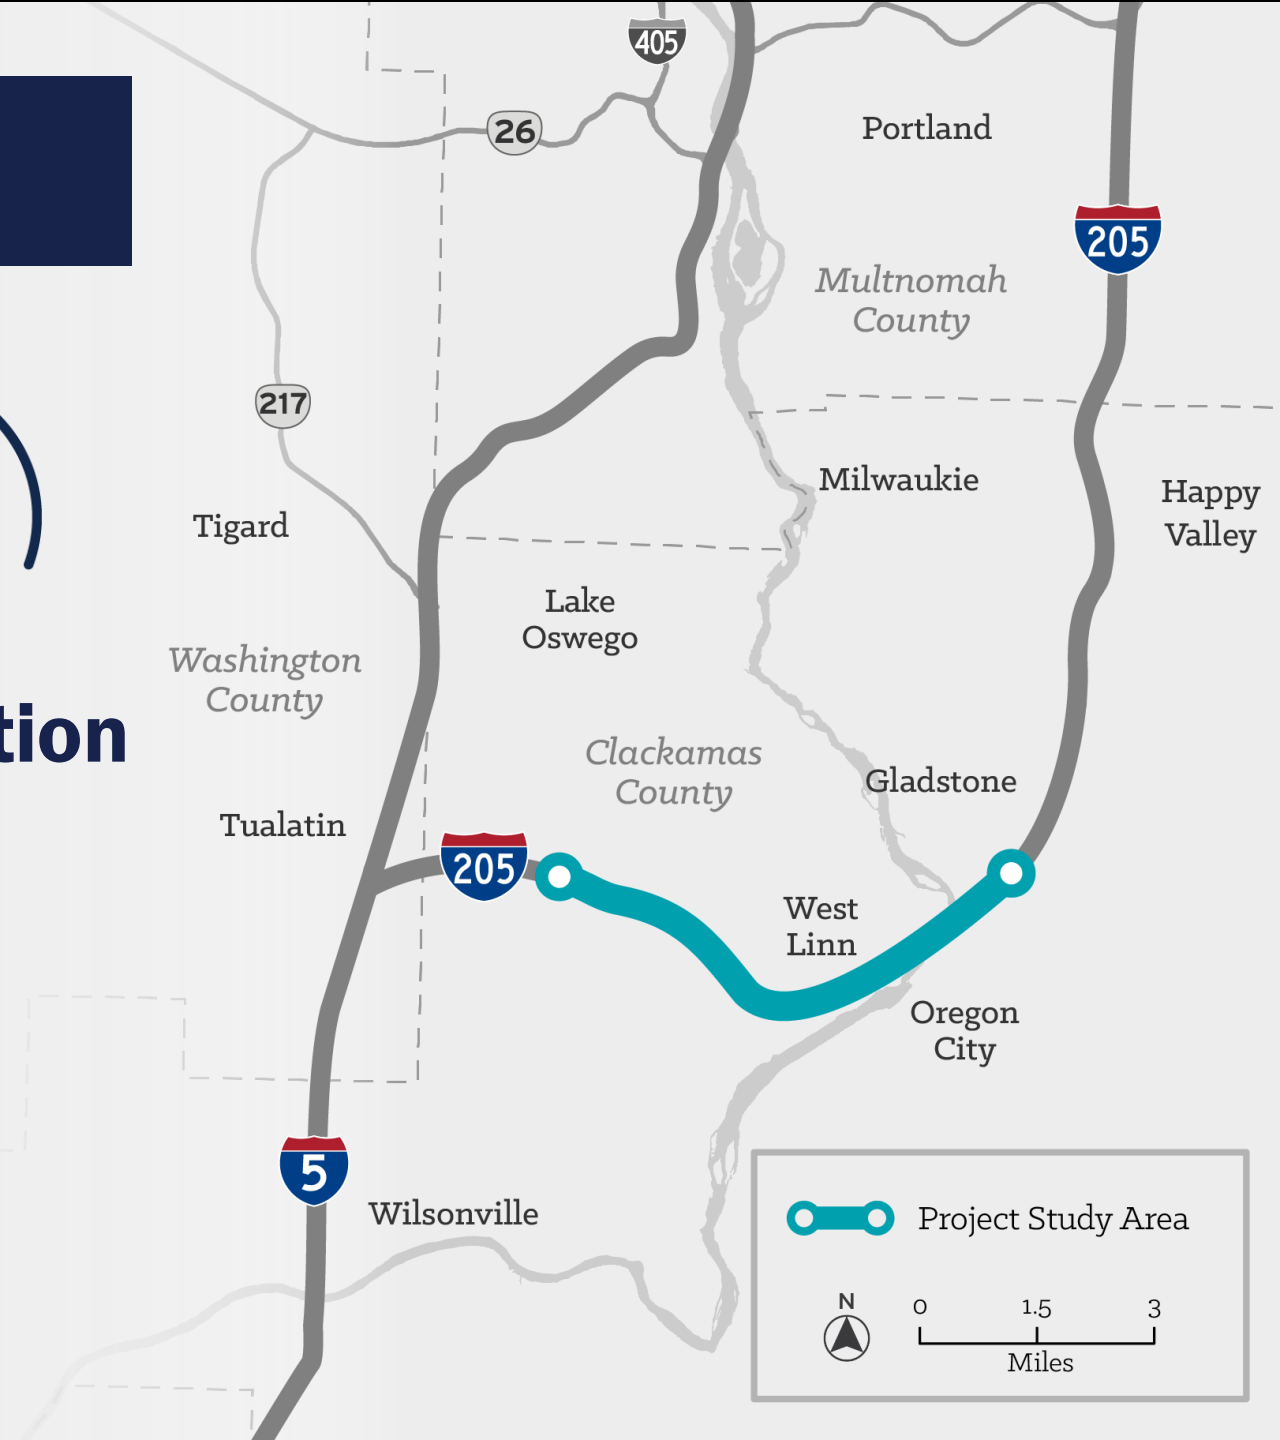 405
26
Portland
205
Multnomah
County
217
Milwaukie
Happy
Valley
Tigard
Lake
Oswego
Washington
County
tion
Clackamas
County
Gladstone
Tualatin
205
West
Linn
Oregon
City
5
Wilsonville
Project Study Area
N
0 1.5 3
Miles